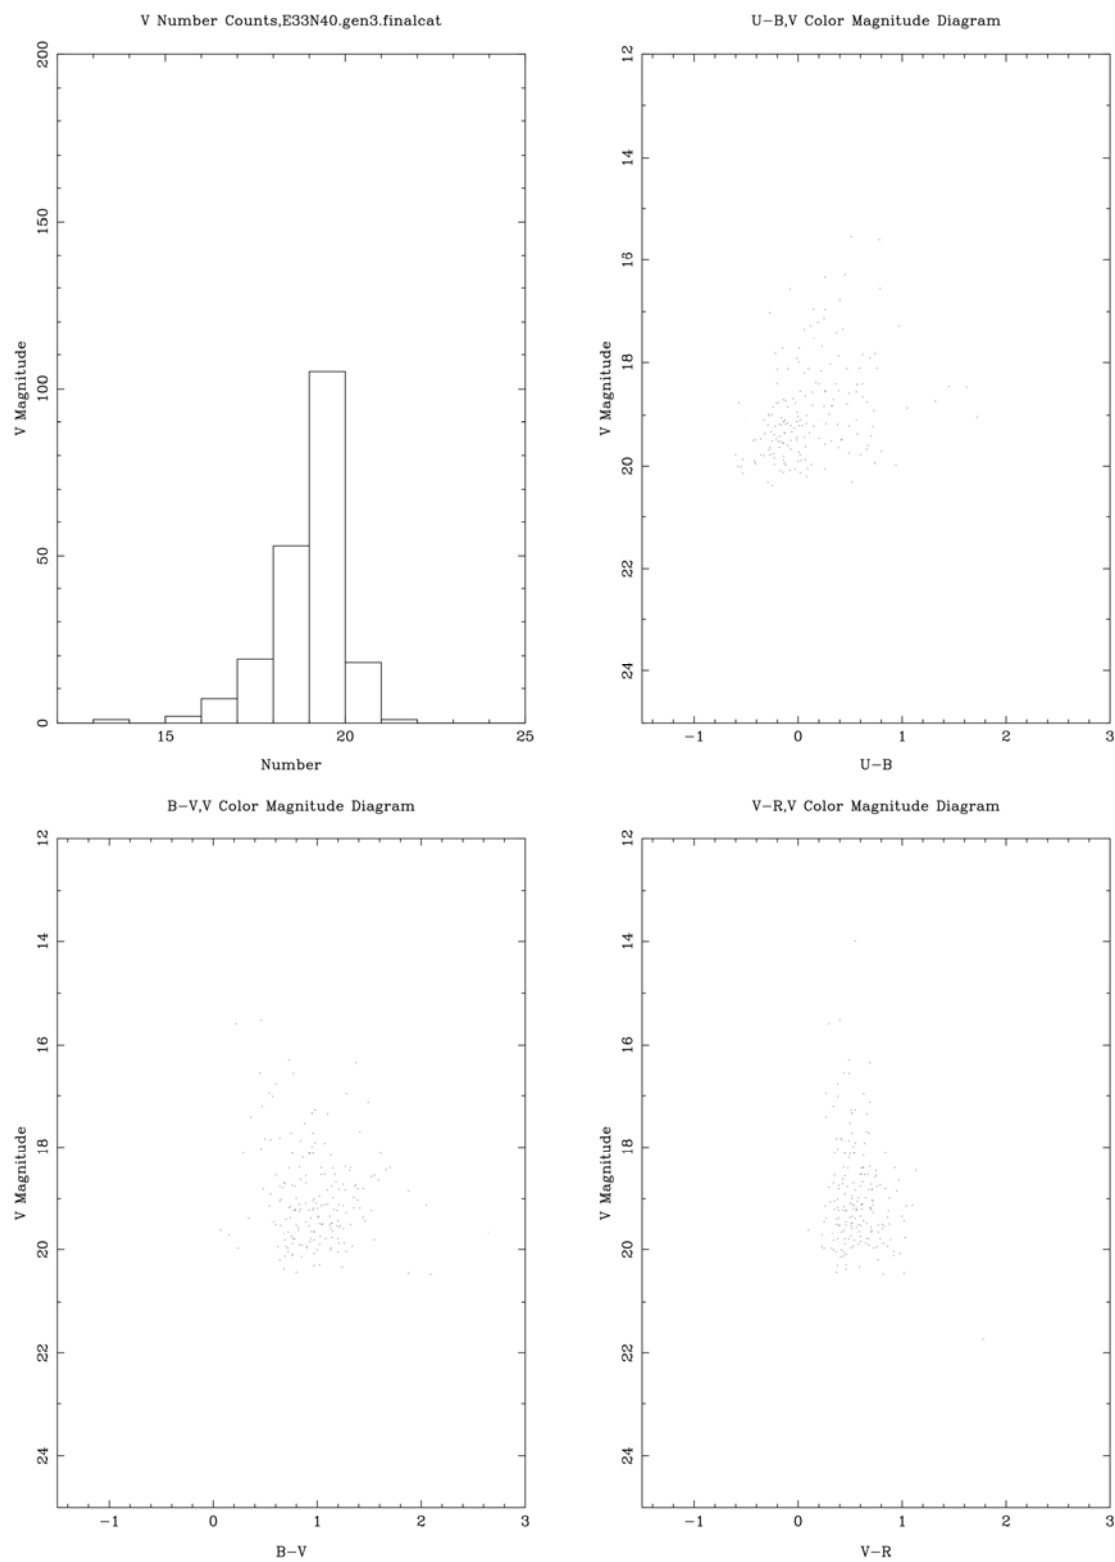 V Number Counts,E33N40.gen3.finalcat
V Magnitude
200
150
100
50
0
15 20 25
Number
U-B,V Color Magnitude Diagram
V Magnitude
12
14
16
18
20
22
24
-1 0 1 2 3
U-B
B-V,V Color Magnitude Diagram
V Magnitude
12
14
16
18
20
22
24
-1 0 1 2 3
B-V
V-R,V Color Magnitude Diagram
V Magnitude
12
14
16
18
20
22
24
-1 0 1 2 3
V-R